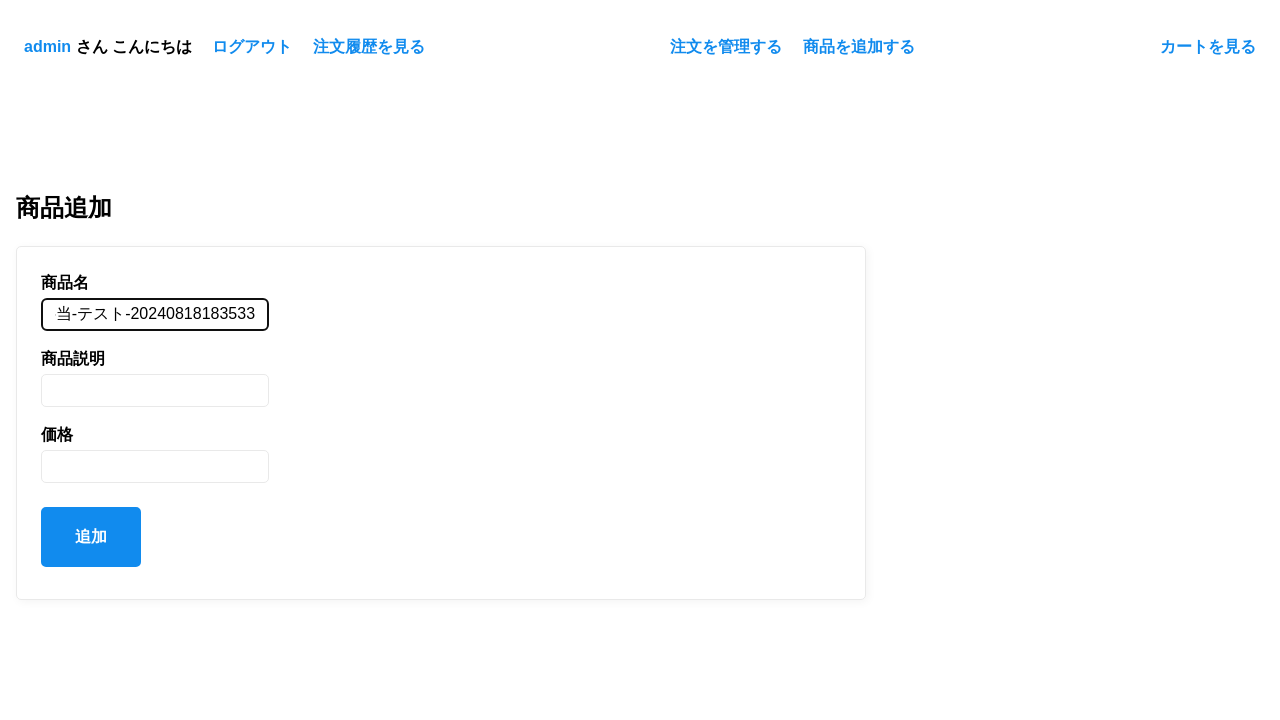 admin さん こんにちは ログアウト 注文履歴を見る 注文を管理する 商品を追加する カートを見る
商品追加
商品名
当-テスト-20240818183533
商品説明
価格
追加